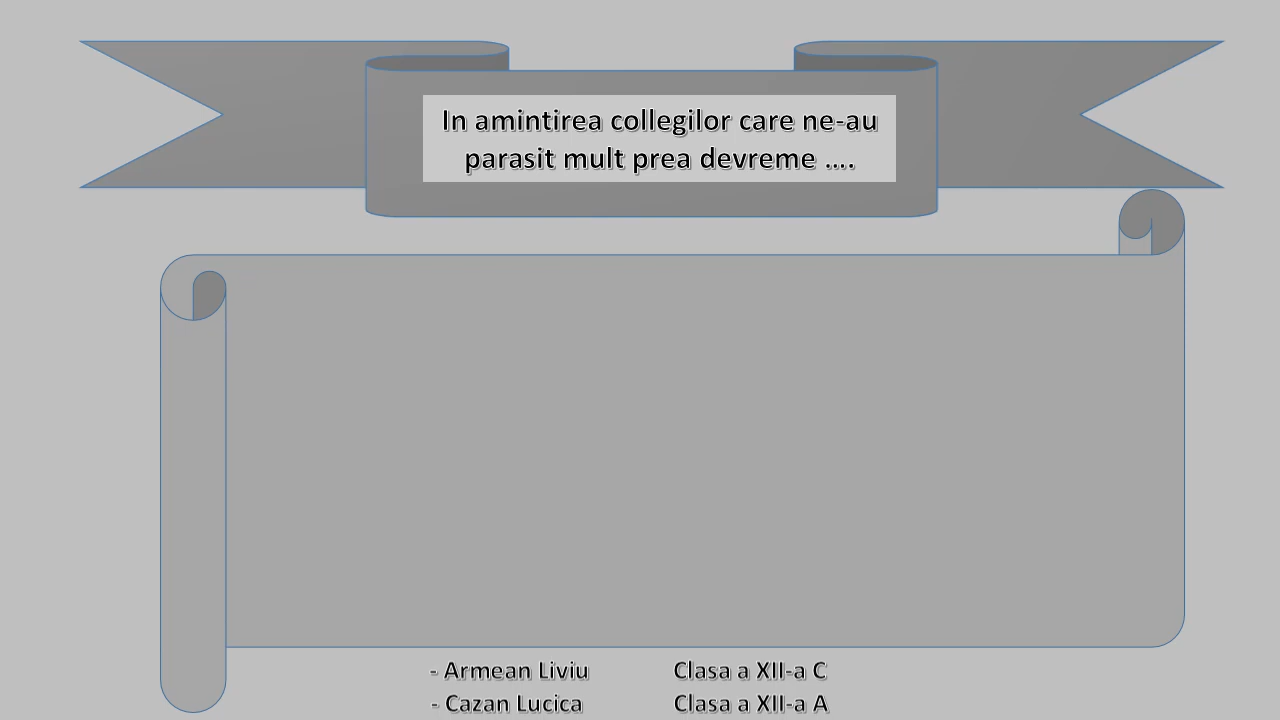 In amintirea collegilor care ne-au
parasit mult prea devreme ....
- Armean Liviu Clasa a XII-a C
- Cazan Lucica Clasa a XII-a A